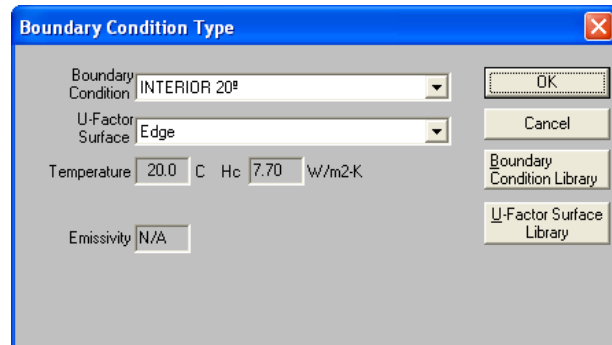 Boundary Condition Type
Boundary Condition INTERIOR 20º
OK
U-Factor Surface Edge
Cancel
Temperature 20.0 C Hc 7.70 W/m2-K
Boundary Condition Library
Emissivity N/A
U-Factor Surface Library